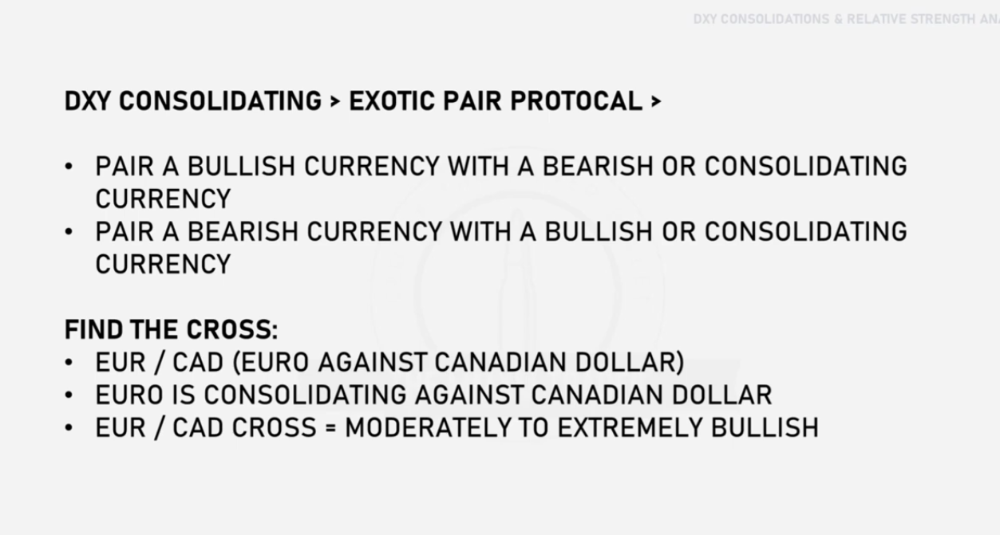 DXY CONSOLIDATIONS & RELATIVE STRENGTH
DXY CONSOLIDATING > EXOTIC PAIR PROTOCAL >
• PAIR A BULLISH CURRENCY WITH A BEARISH OR CONSOLIDATING
CURRENCY
• PAIR A BEARISH CURRENCY WITH A BULLISH OR CONSOLIDATING
CURRENCY
FIND THE CROSS:
• EUR / CAD (EURO AGAINST CANADIAN DOLLAR)
• EURO IS CONSOLIDATING AGAINST CANADIAN DOLLAR
• EUR / CAD CROSS = MODERATELY TO EXTREMELY BULLISH